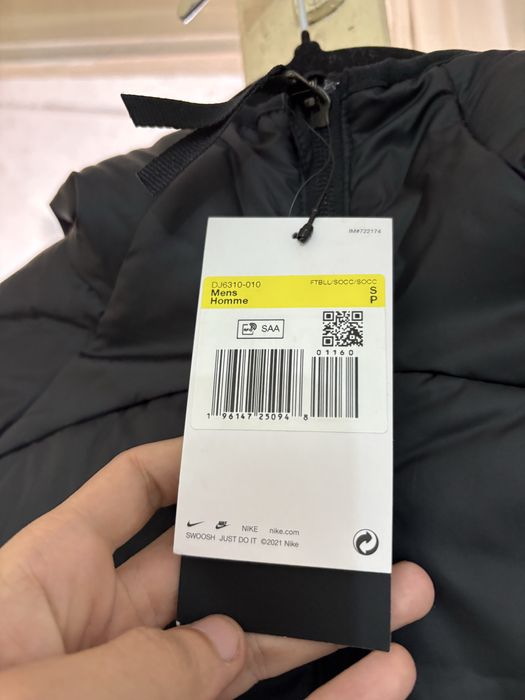 IM#722174
DJ6310-010 FTBLL/SOCC/SOCC
Mens S
Homme P
SAA
01160
1 96147 25094 8
NIKE nike.com
SWOOSH JUST DO IT ©2021 Nike